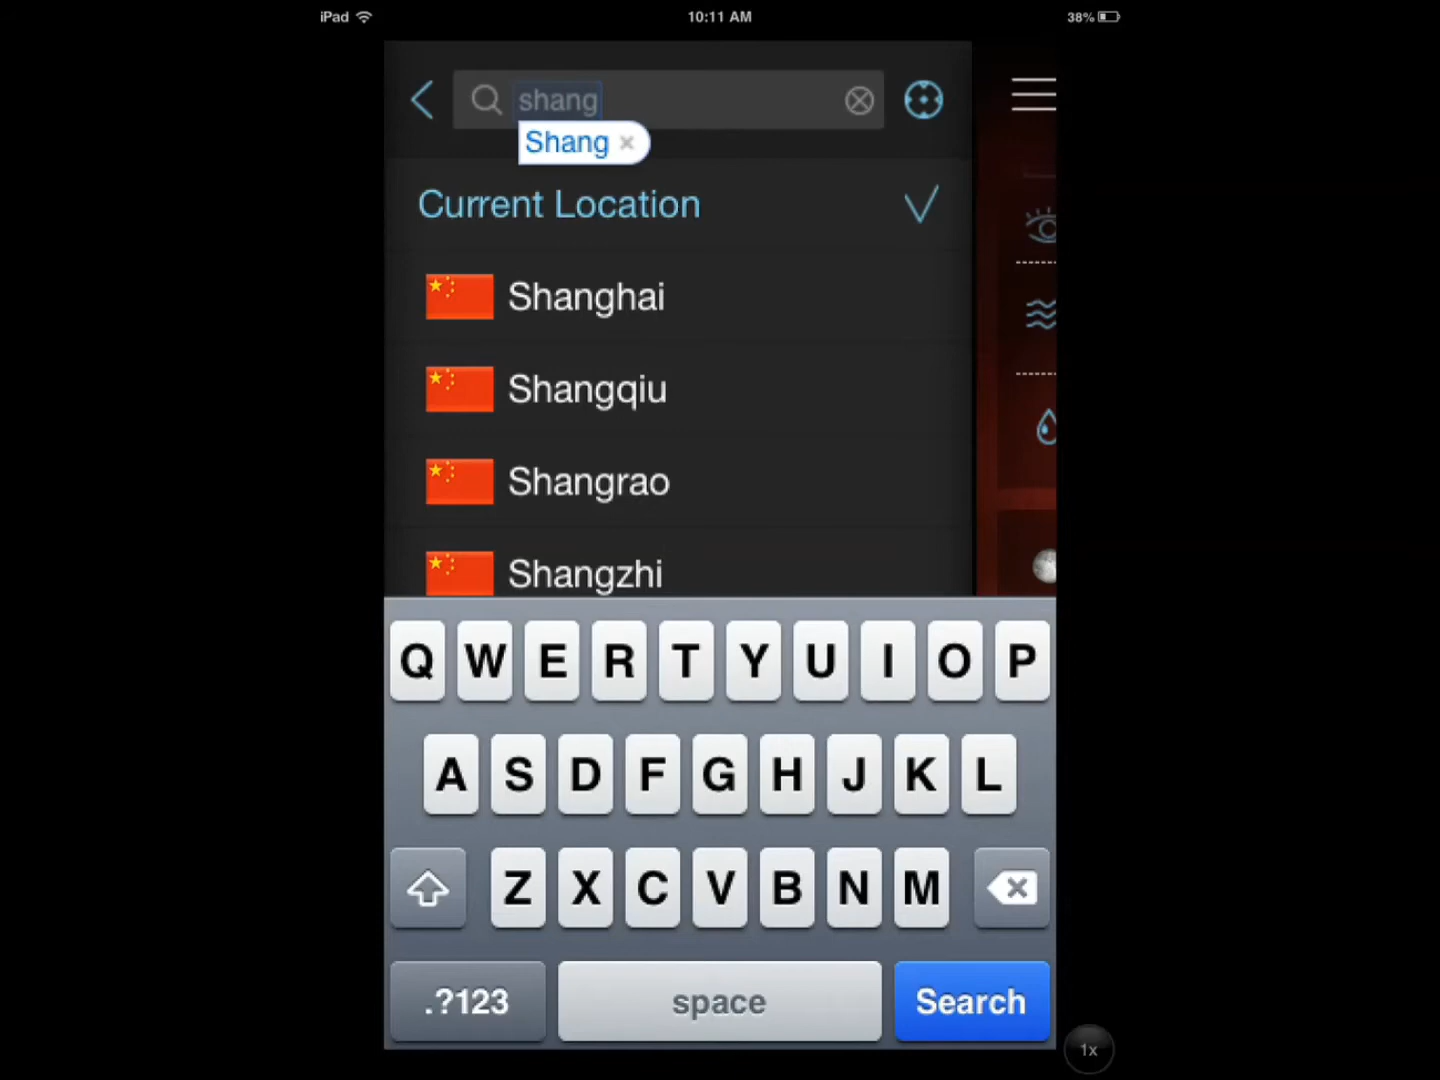 iPad 10:11 AM 38%
shang
Shang ×
Current Location
Shanghai
Shangqiu
Shangrao
Shangzhi
Q W E R T Y U I O P
A S D F G H J K L
Z X C V B N M
.?123 space Search
1x